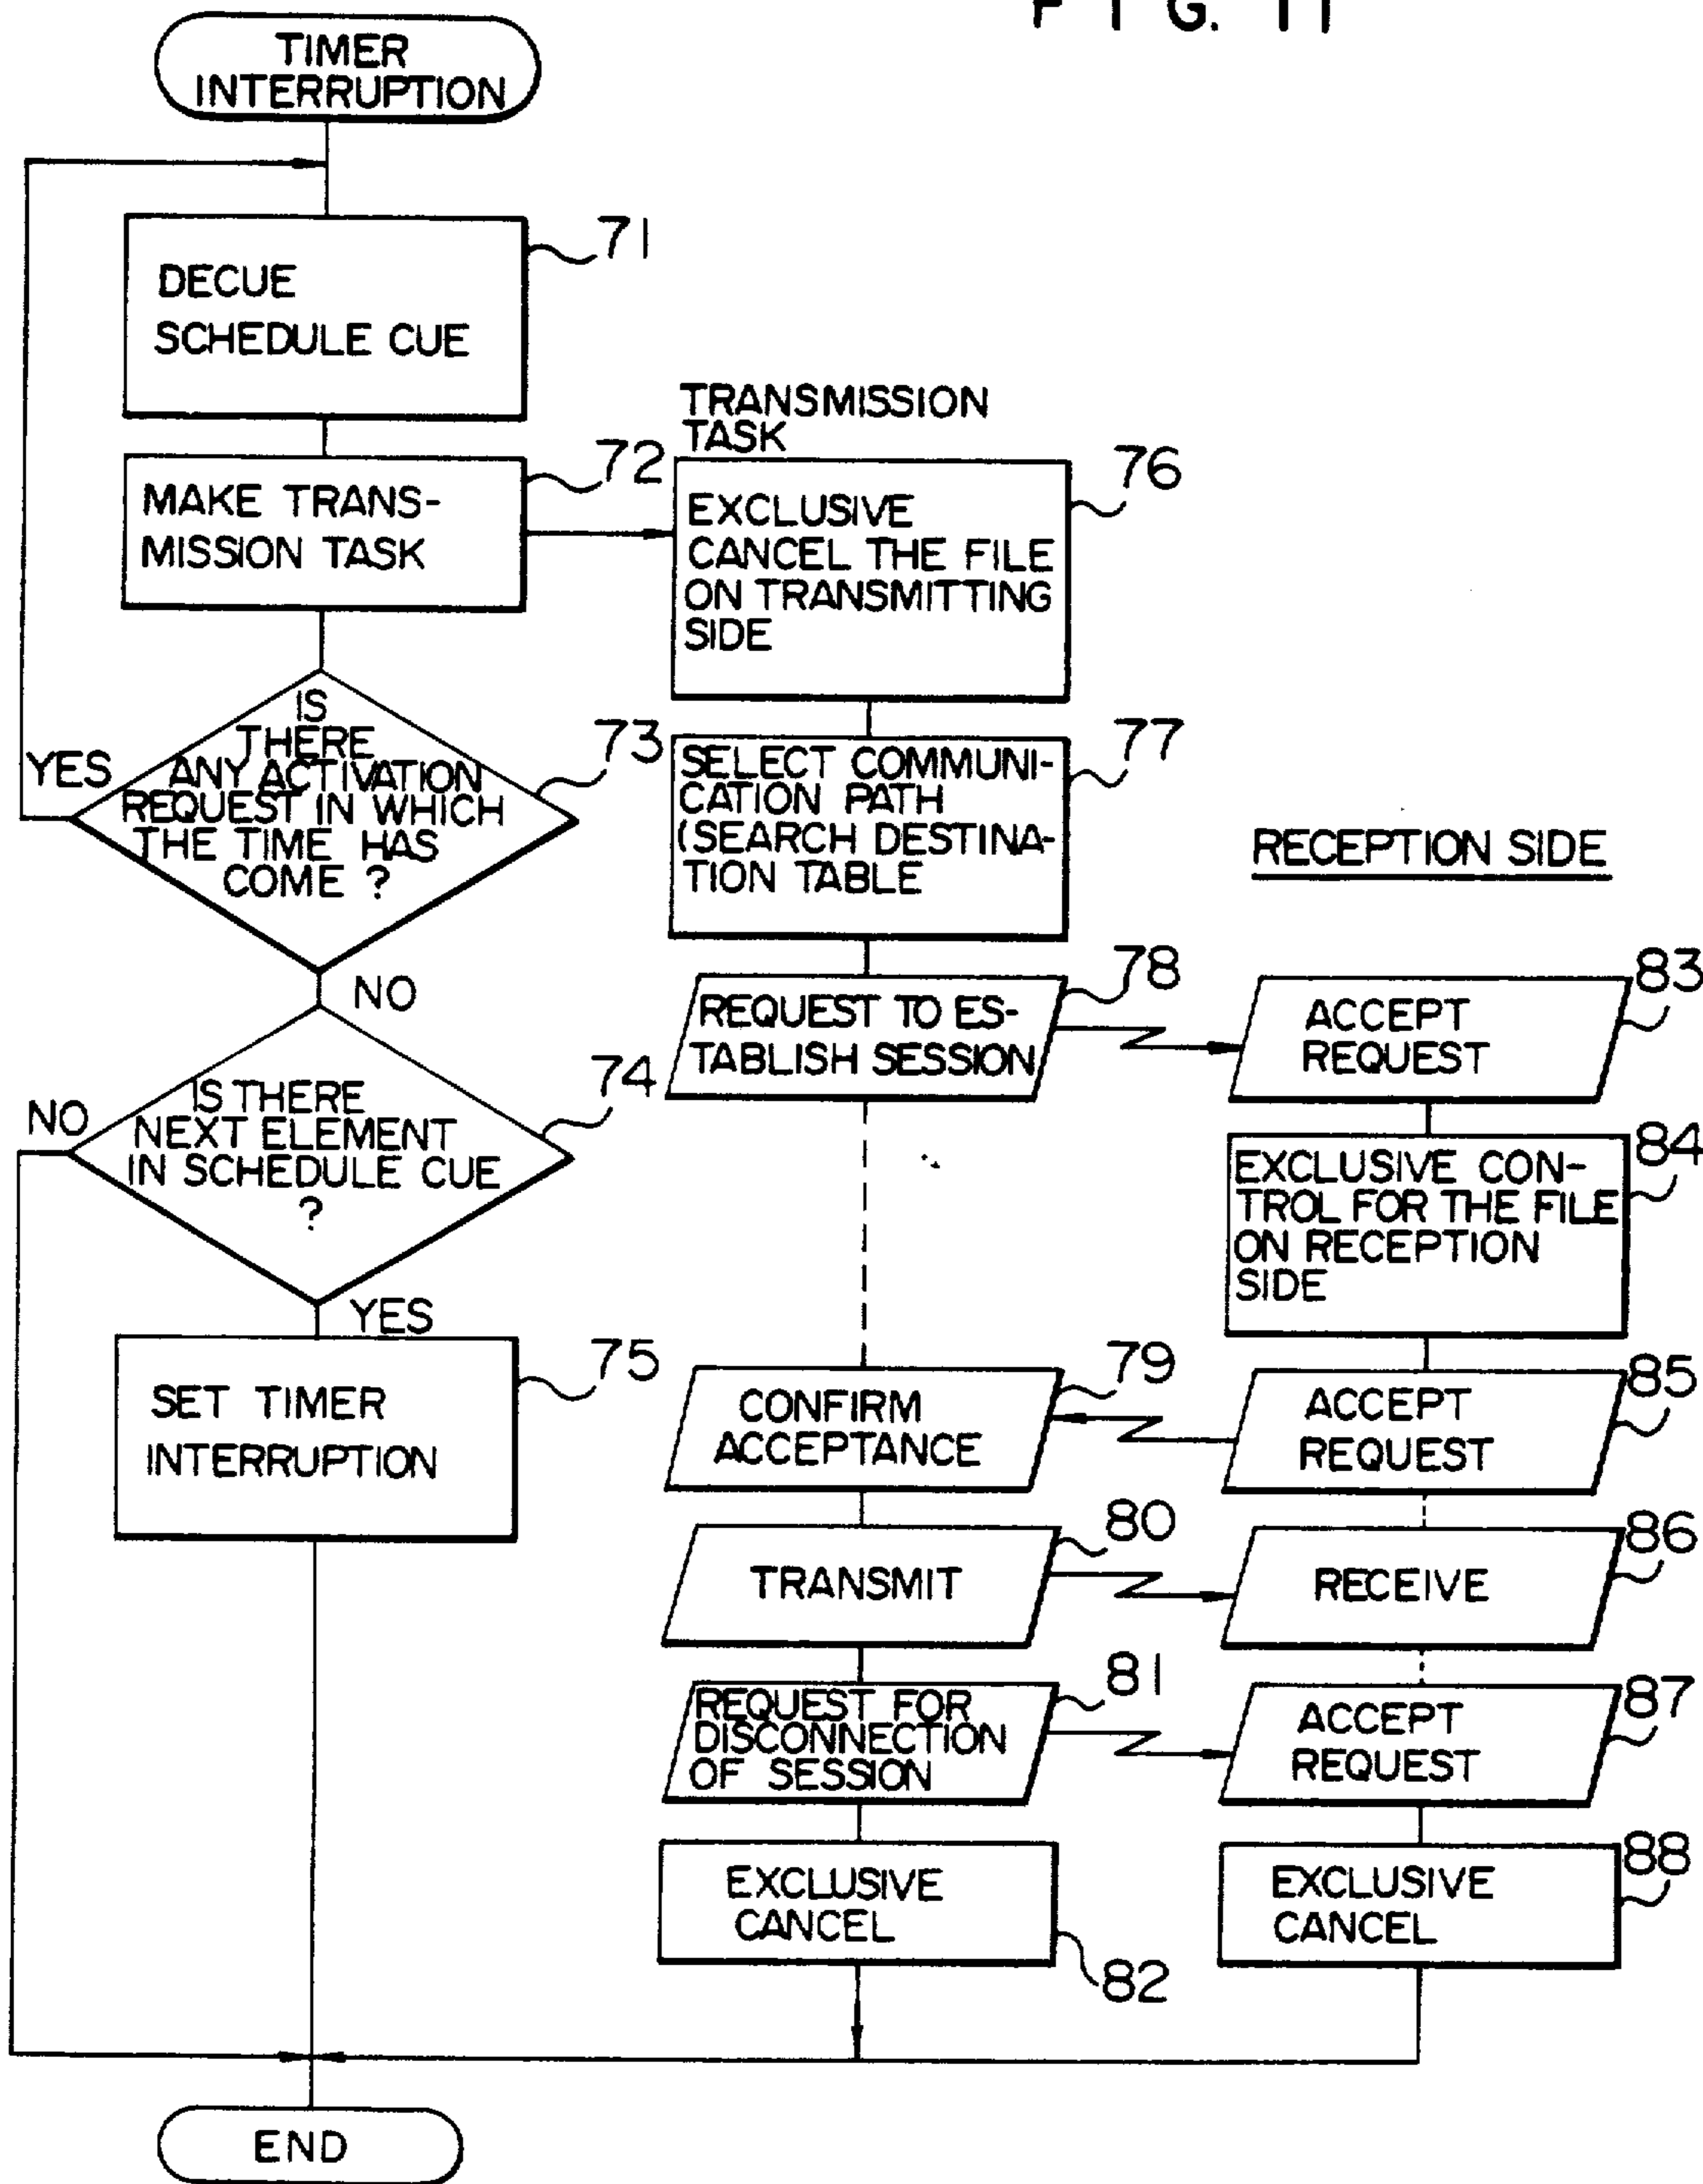 FIG. 11
TIMER
INTERRUPTION
71
DECUE
SCHEDULE CUE
72
MAKE TRANS-
MISSION TASK
IS
THERE
ANY ACTIVATION
REQUEST IN WHICH
THE TIME HAS
COME ?
73
YES
NO
IS THERE
NEXT ELEMENT
IN SCHEDULE CUE
?
74
NO
YES
75
SET TIMER
INTERRUPTION
END
TRANSMISSION
TASK
76
EXCLUSIVE
CANCEL THE FILE
ON TRANSMITTING
SIDE
77
SELECT COMMUNI-
CATION PATH
(SEARCH DESTINA-
TION TABLE
78
REQUEST TO ES-
TABLISH SESSION
79
CONFIRM
ACCEPTANCE
80
TRANSMIT
81
REQUEST FOR
DISCONNECTION
OF SESSION
EXCLUSIVE
CANCEL
82
RECEPTION SIDE
83
ACCEPT
REQUEST
84
EXCLUSIVE CON-
TROL FOR THE FILE
ON RECEPTION
SIDE
85
ACCEPT
REQUEST
86
RECEIVE
87
ACCEPT
REQUEST
88
EXCLUSIVE
CANCEL